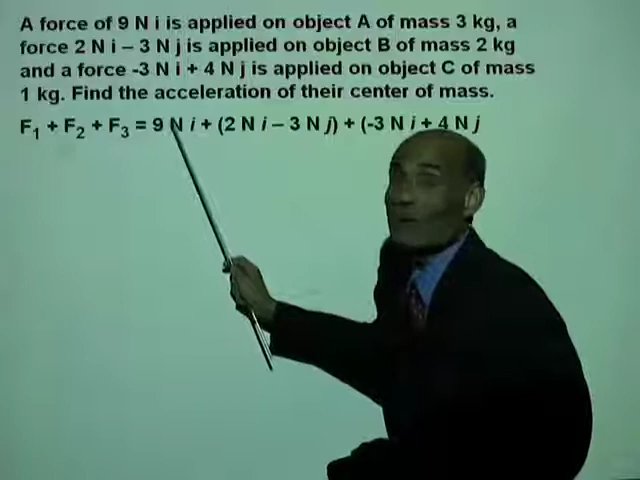 A force of 9 N i is applied on object A of mass 3 kg, a
force 2 N i – 3 N j is applied on object B of mass 2 kg
and a force -3 N i + 4 N j is applied on object C of mass
1 kg. Find the acceleration of their center of mass.
F₁ + F₂ + F₃ = 9 N i + (2 N i – 3 N j) + (-3 N i + 4 N j